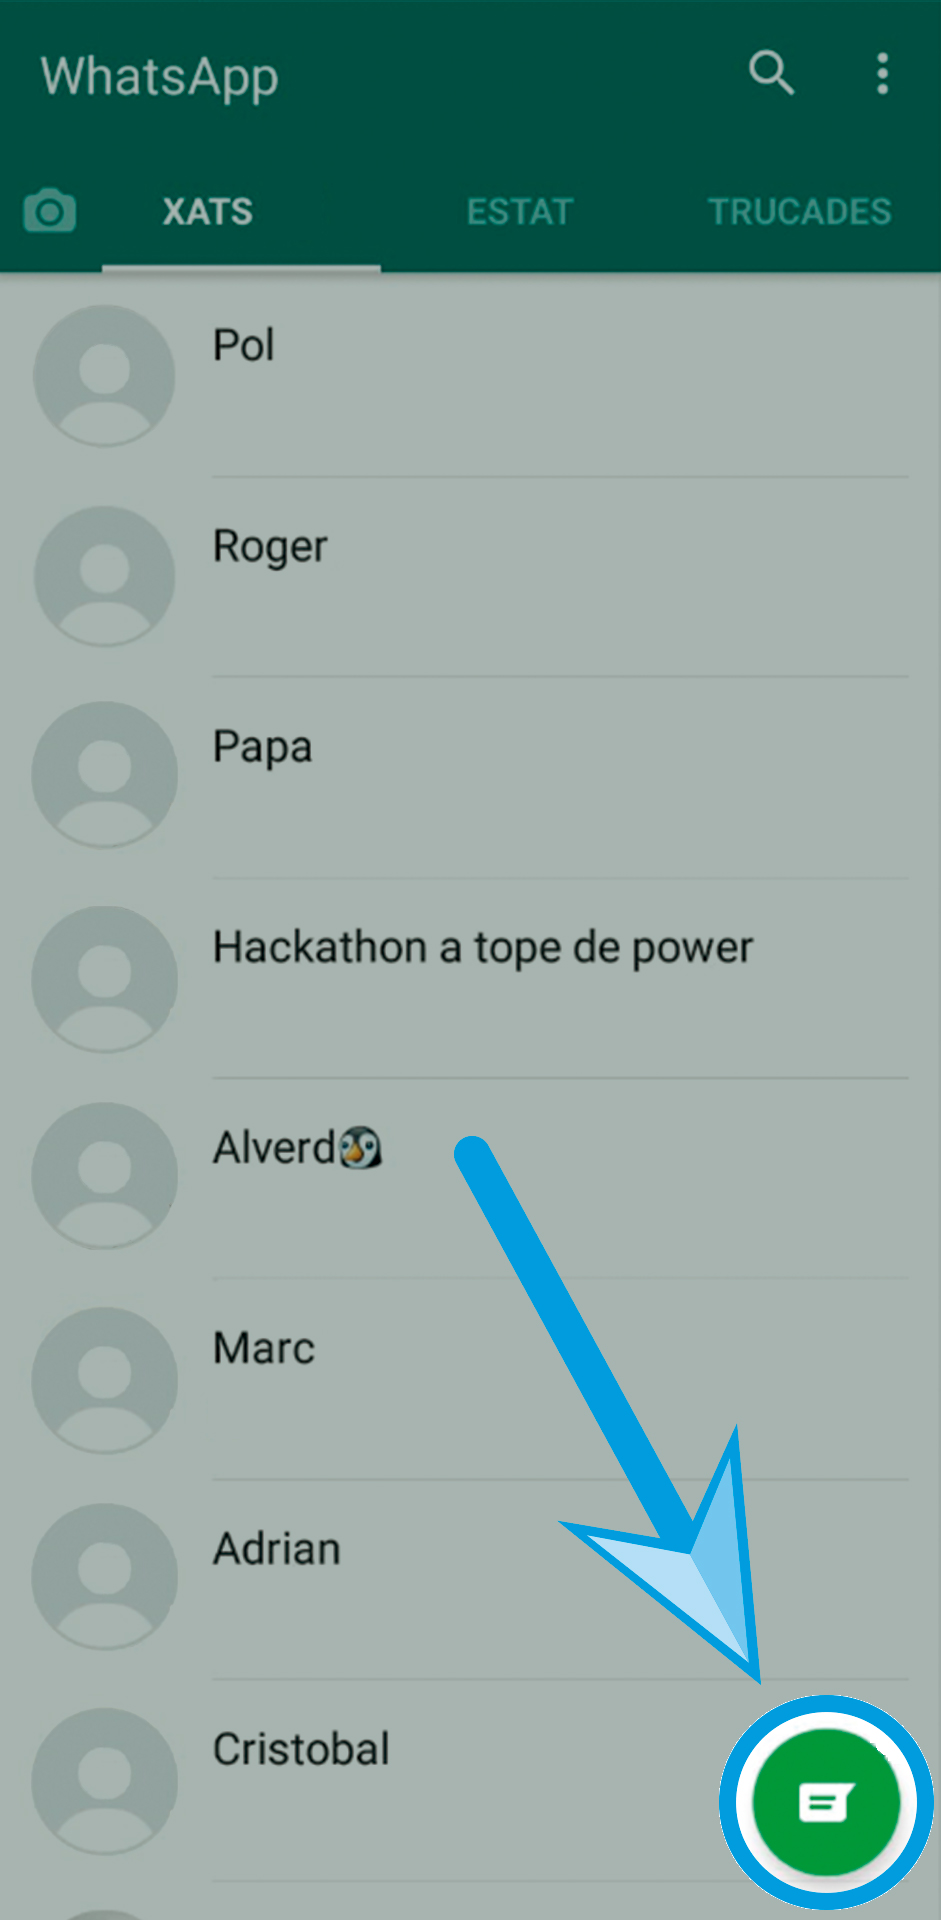 WhatsApp
XATS ESTAT TRUCADES
Pol
Roger
Papa
Hackathon a tope de power
Alverd🐧
Marc
Adrian
Cristobal